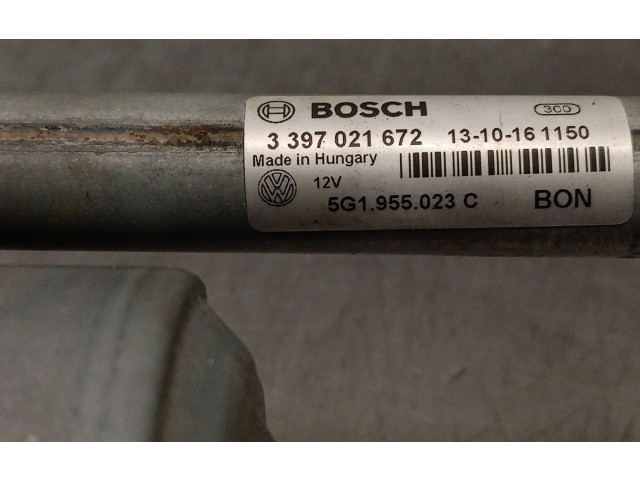 BOSCH 300
3 397 021 672 13-10-16 1150
Made in Hungary
12V
5G1.955.023 C BON